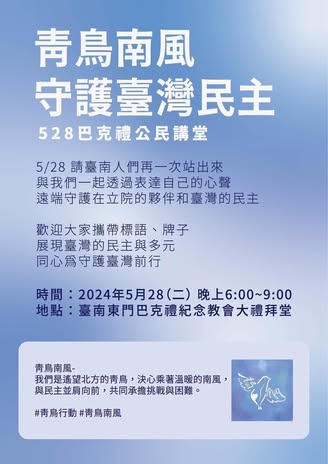 青鳥南風
守護臺灣民主
528巴克禮公民講堂
5/28 請臺南人們再一次站出來
與我們一起透過表達自己的心聲
遠端守護在立院的夥伴和臺灣的民主
歡迎大家攜帶標語、牌子
展現臺灣的民主與多元
同心為守護臺灣前行
時間：2024年5月28(二) 晚上6:00~9:00
地點：臺南東門巴克禮紀念教會大禮拜堂
青鳥南風-
我們是遙望北方的青鳥，決心乘著溫暖的南風，
與民主並肩向前，共同承擔挑戰與困難。
#青鳥行動 #青鳥南風